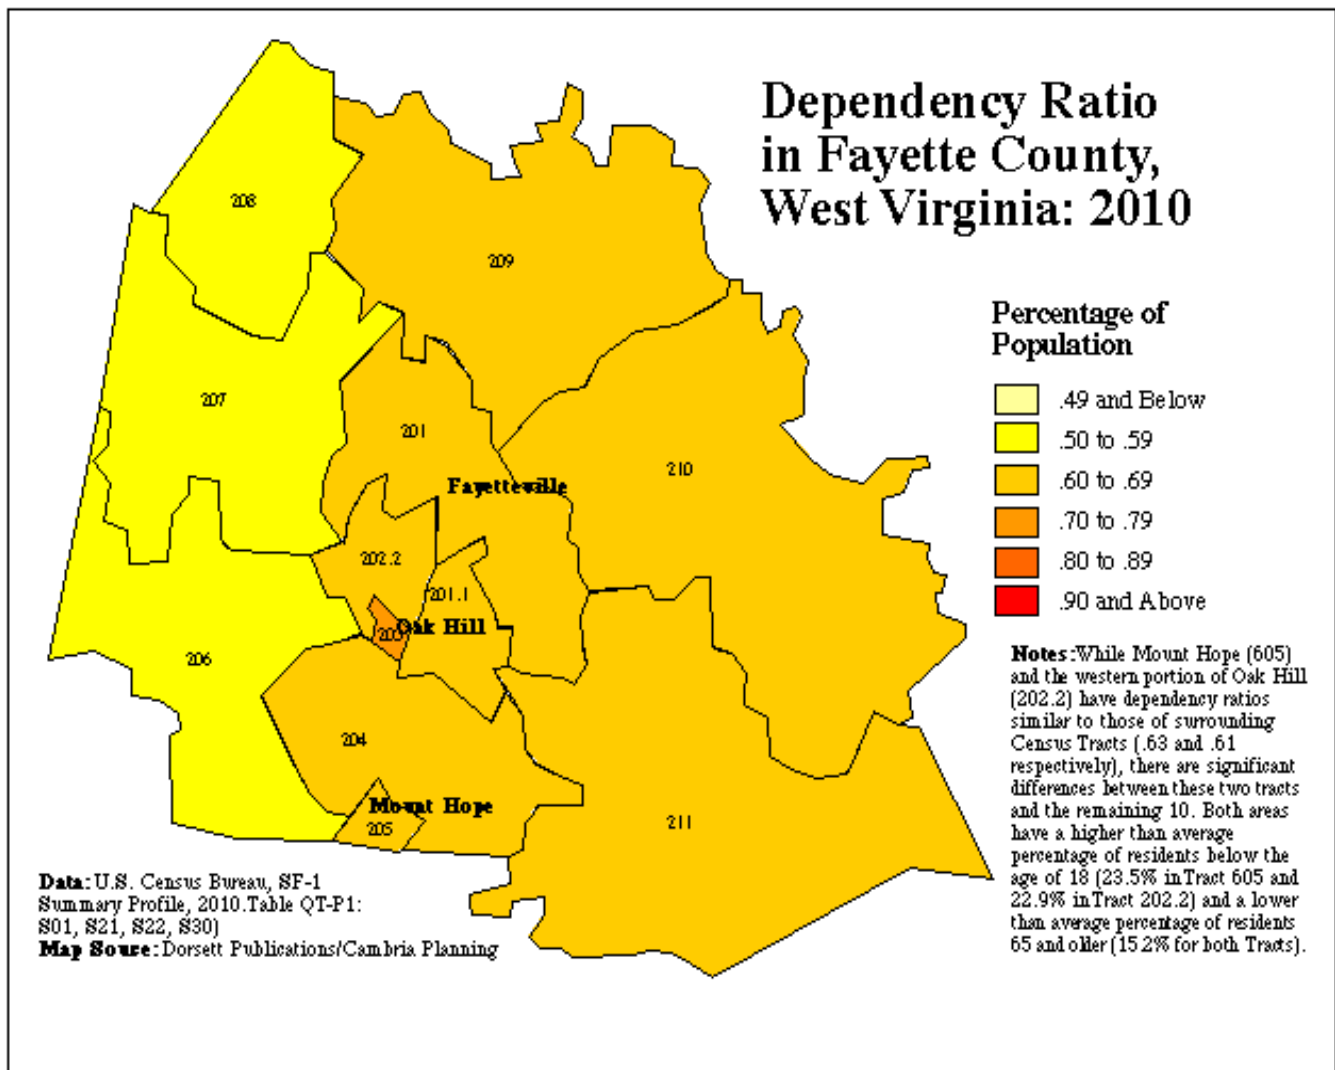 Dependency Ratio
in Fayette County,
West Virginia: 2010
208
209
207
201
210
Fayetteville
202.2
201.1
Oak Hill
206
204
Mount Hope
205
211
Percentage of
Population
.49 and Below
.50 to .59
.60 to .69
.70 to .79
.80 to .89
.90 and Above
Notes:While Mount Hope (605)
and the western portion of Oak Hill
(202.2) have dependency ratios
similar to those of surrounding
Census Tracts (.63 and .61
respectively), there are significant
differences between these two tracts
and the remaining 10. Both areas
have a higher than average
percentage of residents below the
age of 18 (23.5% in Tract 605 and
22.9% in Tract 202.2) and a lower
than average percentage of residents
65 and older (15.2% for both Tracts).
Data: U.S. Census Bureau, SF-1
Summary Profile, 2010.Table QT-P1:
S01, S21, S22, S30)
Map Souce: Dorsett Publications/Cambria Planning